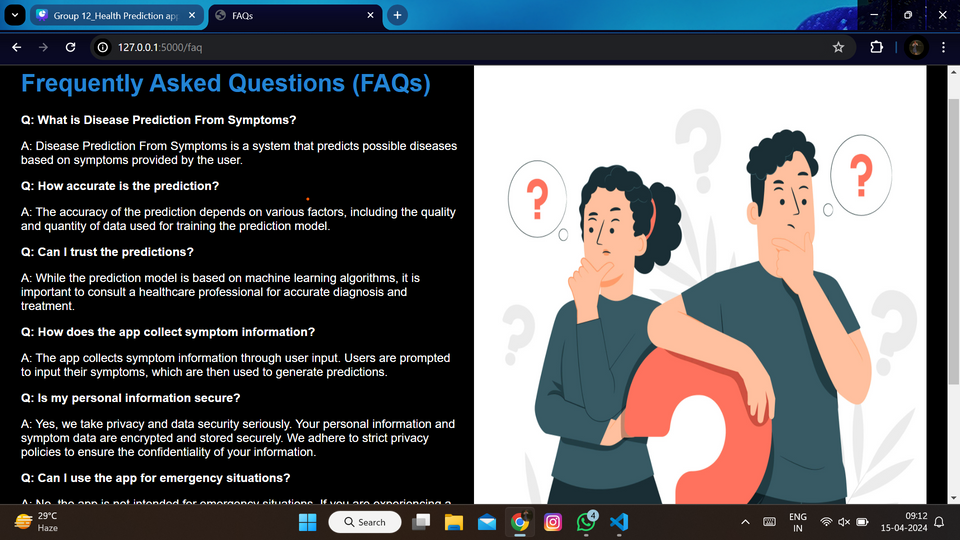 Group 12_Health Prediction app
FAQs
127.0.0.1:5000/faq
Frequently Asked Questions (FAQs)
Q: What is Disease Prediction From Symptoms?
A: Disease Prediction From Symptoms is a system that predicts possible diseases
based on symptoms provided by the user.
Q: How accurate is the prediction?
A: The accuracy of the prediction depends on various factors, including the quality
and quantity of data used for training the prediction model.
Q: Can I trust the predictions?
A: While the prediction model is based on machine learning algorithms, it is
important to consult a healthcare professional for accurate diagnosis and
treatment.
Q: How does the app collect symptom information?
A: The app collects symptom information through user input. Users are prompted
to input their symptoms, which are then used to generate predictions.
Q: Is my personal information secure?
A: Yes, we take privacy and data security seriously. Your personal information and
symptom data are encrypted and stored securely. We adhere to strict privacy
policies to ensure the confidentiality of your information.
Q: Can I use the app for emergency situations?
A: No, the app is not intended for emergency situations. If you are experiencing a
? ?
29°C
Haze
Search
4
ENG
IN
09:12
15-04-2024